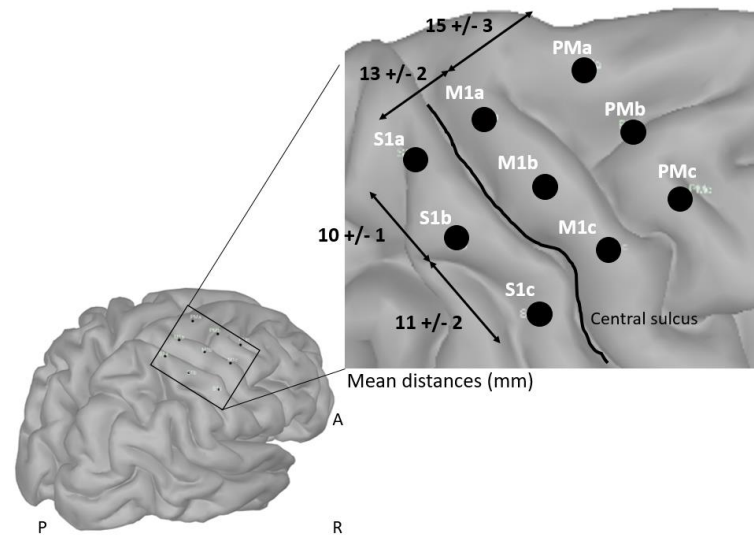 15 +/- 3
PMa
13 +/- 2
M1a
PMb
S1a
M1b
PMc
S1b
M1c
10 +/- 1
S1c
11 +/- 2
Central sulcus
Mean distances (mm)
A
P
R